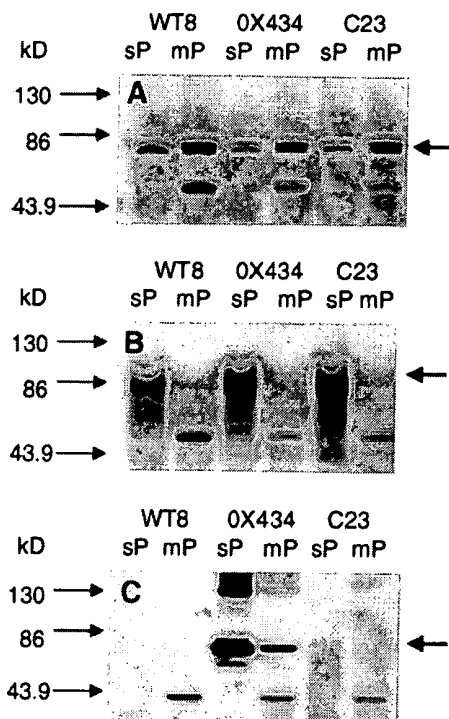 WT8 0X434 C23
kD sP mP sP mP sP mP
130
A
86
43.9
WT8 0X434 C23
sP mP sP mP sP mP
130
B
86
43.9
WT8 0X434 C23
kD sP mP sP mP sP mP
130
C
86
43.9